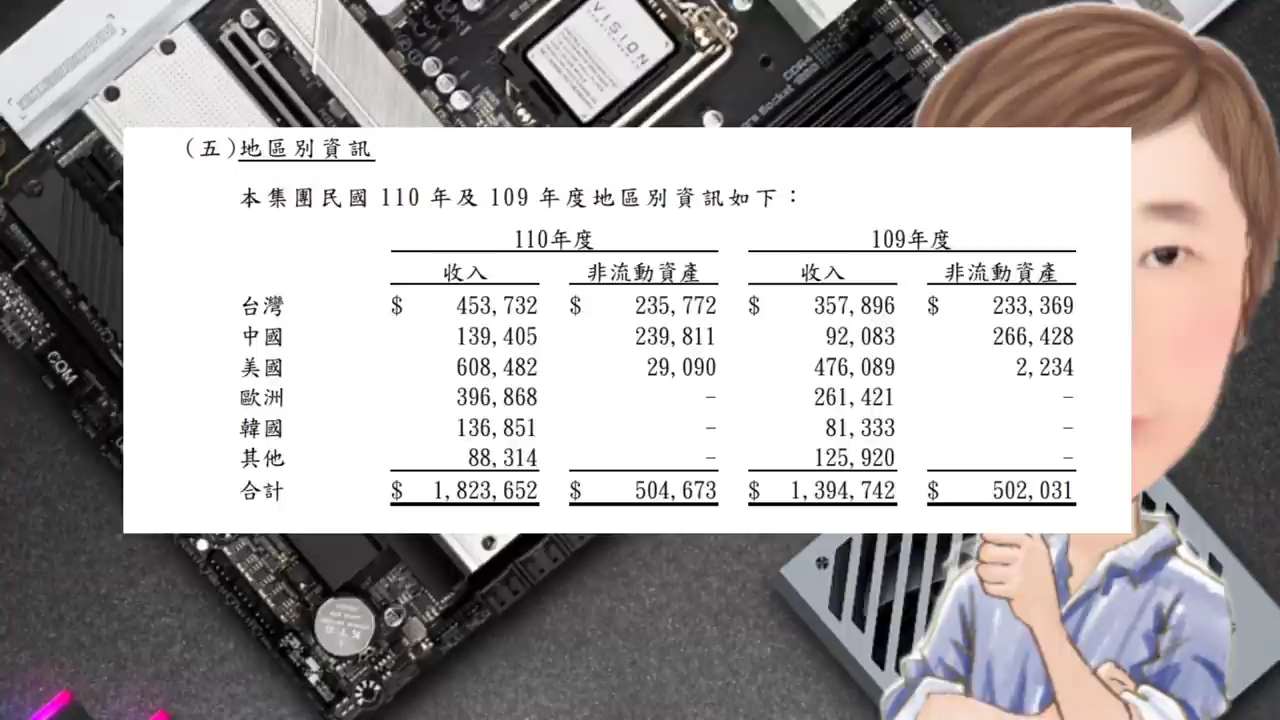 VISION
DDR4
Socket
COM
KTS
(五)地區別資訊
本集團民國 110 年及 109 年度地區別資訊如下：
110年度 109年度
收入 非流動資產 收入 非流動資產
台灣 $ 453,732 $ 235,772 $ 357,896 $ 233,369
中國 139,405 239,811 92,083 266,428
美國 608,482 29,090 476,089 2,234
歐洲 396,868 - 261,421 -
韓國 136,851 - 81,333 -
其他 88,314 - 125,920 -
合計 $ 1,823,652 $ 504,673 $ 1,394,742 $ 502,031